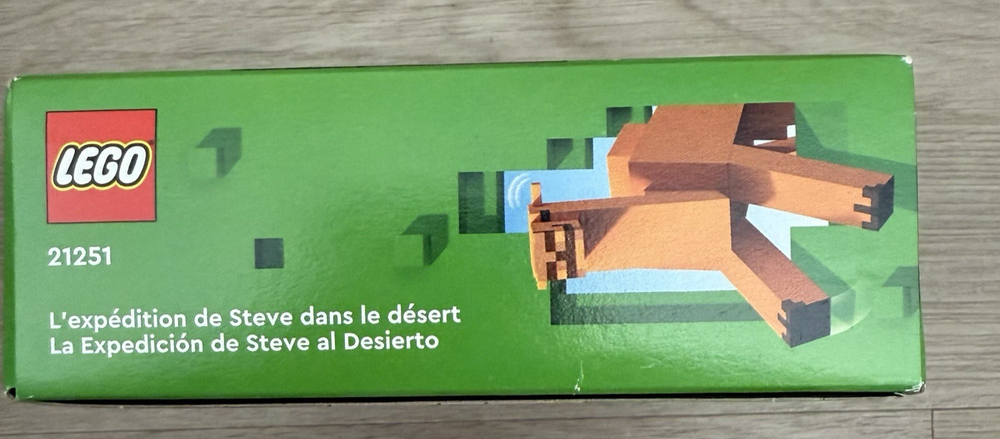 LEGO
21251
L'expédition de Steve dans le désert
La Expedición de Steve al Desierto